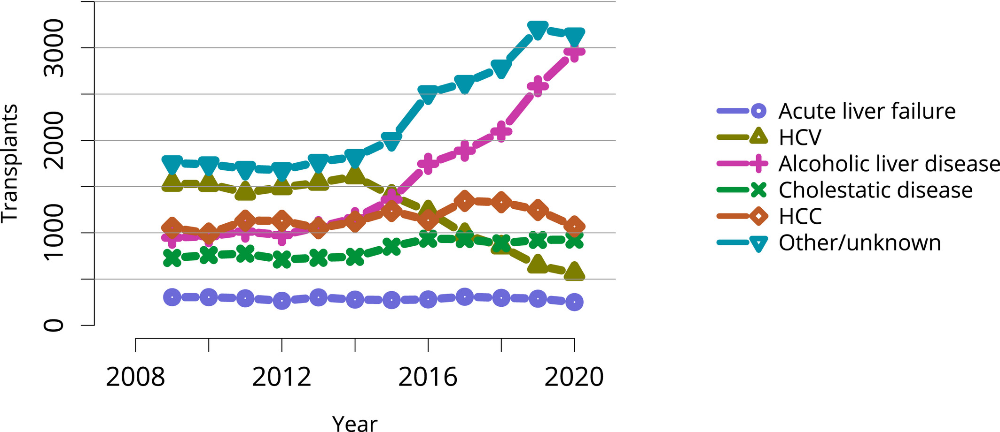 Transplants
3000
2000
1000
0
2008 2012 2016 2020
Year
Acute liver failure
HCV
Alcoholic liver disease
Cholestatic disease
HCC
Other/unknown